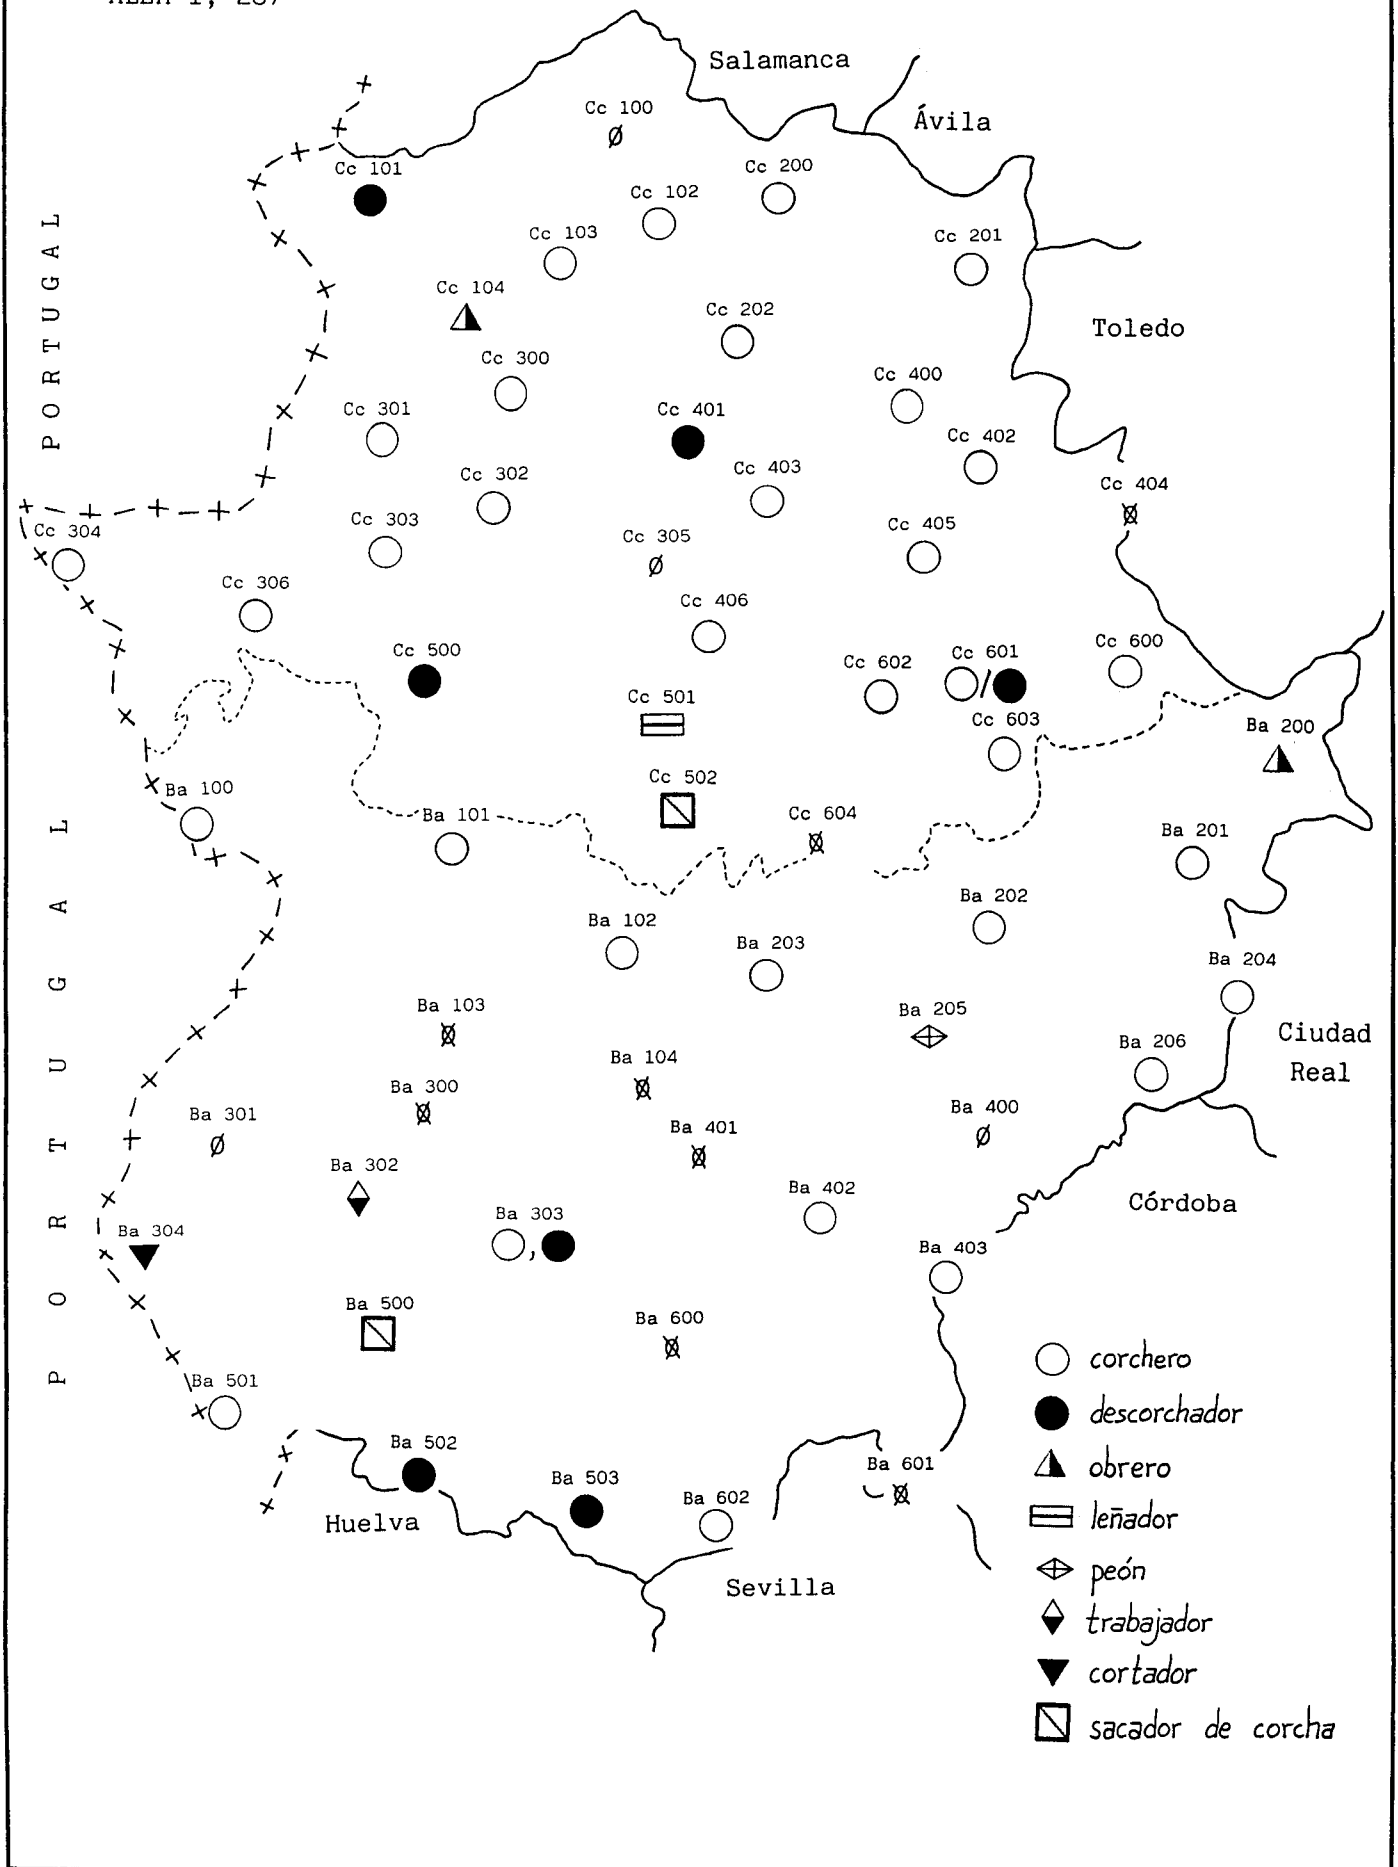 ALEX I, 287
Salamanca
Cc 100
Ávila
Cc 101
Cc 200
Cc 102
Cc 103
Cc 201
PORTUGAL
Cc 104
Cc 202
Toledo
Cc 300
Cc 400
Cc 301
Cc 401
Cc 402
Cc 302
Cc 403
Cc 404
Cc 304
Cc 303
Cc 305
Cc 405
Cc 306
Cc 406
Cc 500
Cc 602
Cc 601
Cc 600
Cc 501
Cc 603
Ba 200
Ba 100
Cc 502
Ba 101
Cc 604
Ba 201
PORTUGAL
Ba 102
Ba 203
Ba 202
Ba 204
Ba 103
Ba 205
Ciudad
Real
Ba 104
Ba 206
Ba 300
Ba 301
Ba 401
Ba 400
Ba 302
Ba 402
Córdoba
Ba 304
Ba 303 ,
Ba 403
Ba 500
Ba 600
corchero
Ba 501
descorchador
Ba 502
Ba 503
Ba 601
obrero
Ba 602
Huelva
leñador
Sevilla
peón
trabajador
cortador
sacador de corcha